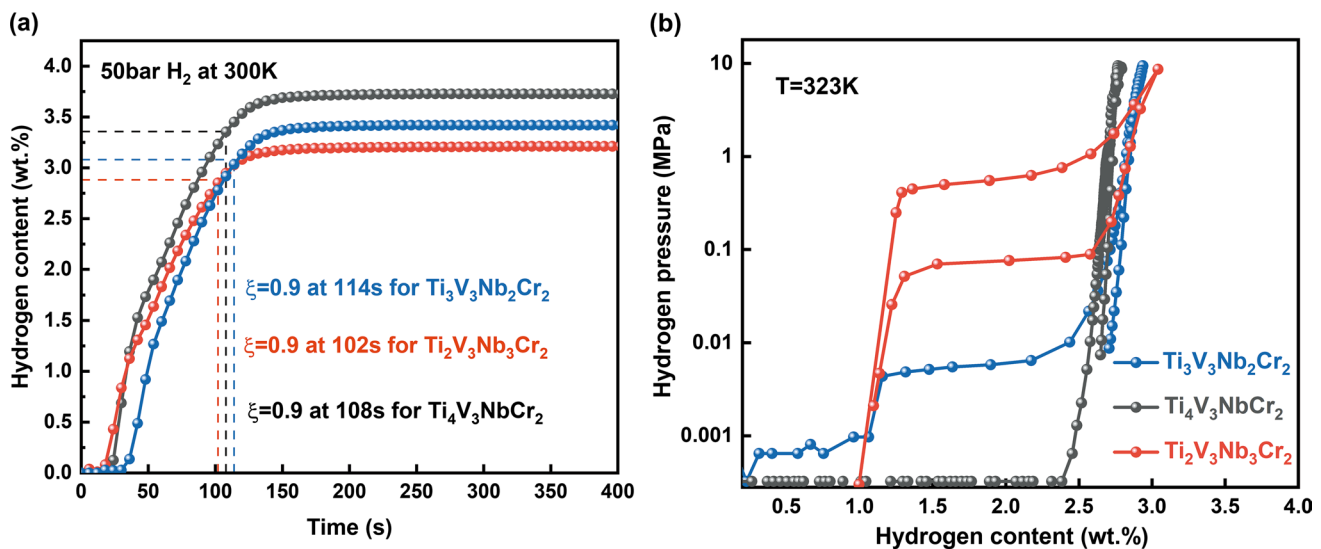 (a)
50bar H₂ at 300K
Hydrogen content (wt.%)
4.0
3.5
3.0
2.5
2.0
1.5
1.0
0.5
0.0
ξ=0.9 at 114s for Ti₃V₃Nb₂Cr₂
ξ=0.9 at 102s for Ti₂V₃Nb₃Cr₂
ξ=0.9 at 108s for Ti₄V₃NbCr₂
0 50 100 150 200 250 300 350 400
Time (s)
(b)
T=323K
Hydrogen pressure (MPa)
10
1
0.1
0.01
0.001
Ti₃V₃Nb₂Cr₂
Ti₄V₃NbCr₂
Ti₂V₃Nb₃Cr₂
0.5 1.0 1.5 2.0 2.5 3.0 3.5 4.0
Hydrogen content (wt.%)